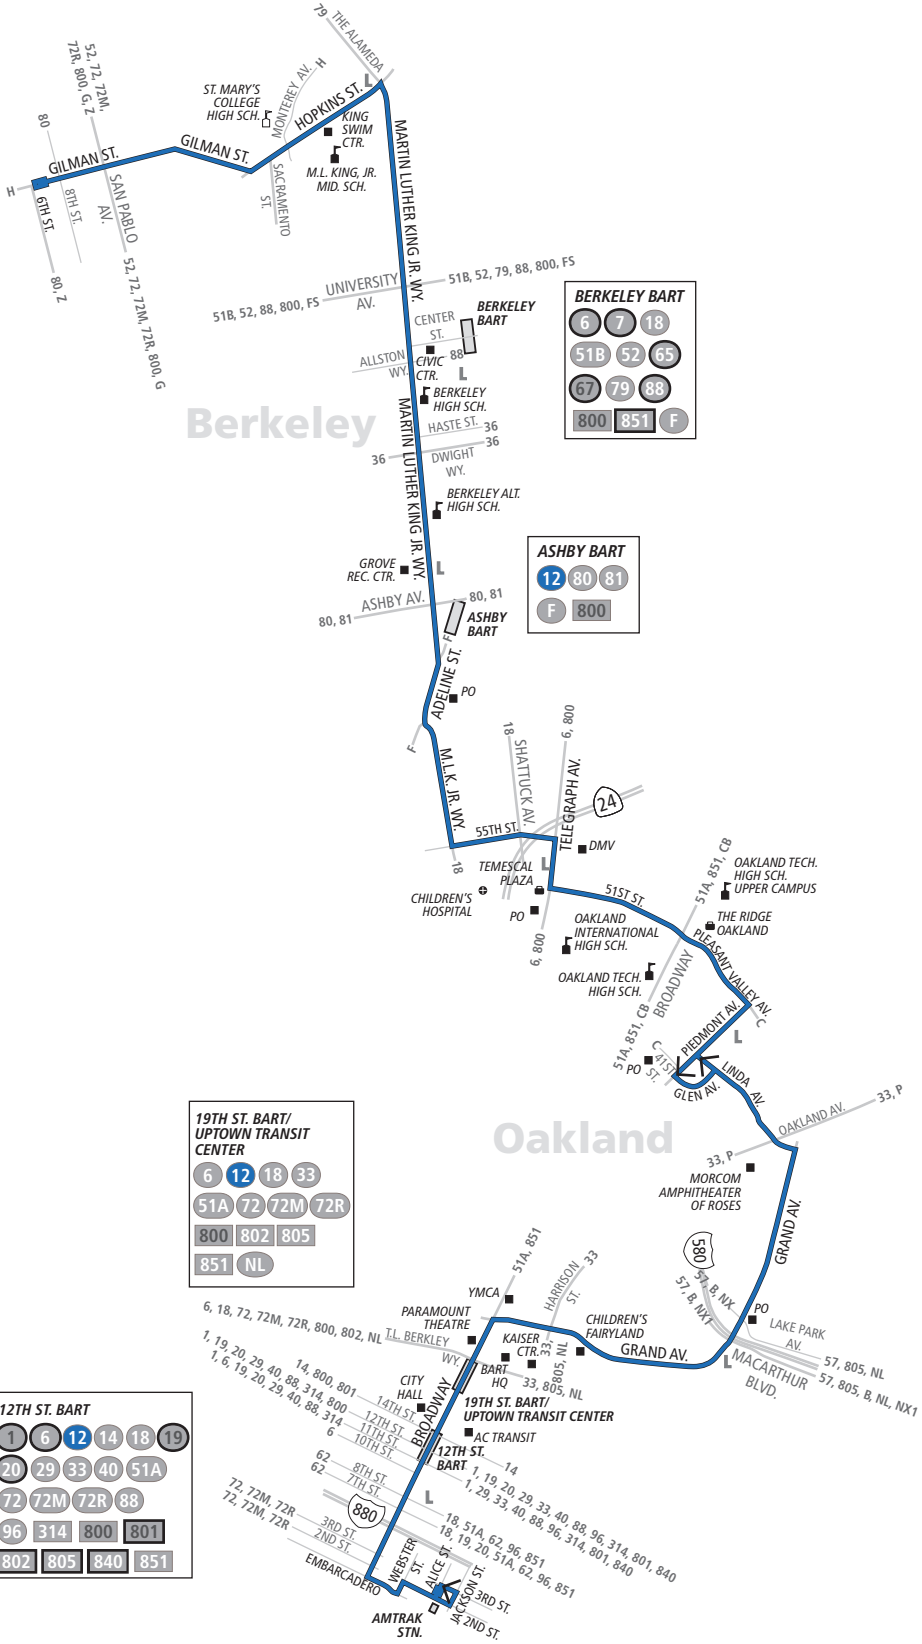 79
THE ALAMEDA
52, 72, 72M,
72R, 800, G, Z
80
ST. MARY'S
COLLEGE
HIGH SCH.
MONTEREY AV.
H
HOPKINS ST.
L
KING
SWIM
CTR.
M.L. KING, JR.
MID. SCH.
GILMAN ST.
GILMAN ST.
H
6TH ST.
8TH ST.
SAN PABLO
AV.
SACRAMENTO
ST.
80, Z
52, 72, 72M, 72R, 800, G
MARTIN LUTHER KING JR. WY.
UNIVERSITY
AV.
51B, 52, 79, 88, 800, FS
51B, 52, 88, 800, FS
CENTER
ST.
BERKELEY
BART
ALLSTON
WY.
88
CIVIC
CTR.
L
BERKELEY
HIGH SCH.
BERKELEY BART
6 7 18
51B 52 65
67 79 88
800 851 F
Berkeley
MARTIN LUTHER KING JR. WY.
HASTE ST.
36
36
36
DWIGHT
WY.
BERKELEY ALT.
HIGH SCH.
GROVE
REC. CTR.
L
ASHBY AV.
80, 81
80, 81
ASHBY
BART
ASHBY BART
12 80 81
F 800
F
ADELINE ST.
PO
F
M.L.K. JR. WY.
18
SHATTUCK AV.
6, 800
TELEGRAPH AV.
24
55TH ST.
18
DMV
L
TEMESCAL
PLAZA
CHILDREN'S
HOSPITAL
PO
6, 800
51ST ST.
51A, 851, CB
OAKLAND TECH.
HIGH SCH.
UPPER CAMPUS
THE RIDGE
OAKLAND
OAKLAND
INTERNATIONAL
HIGH SCH.
OAKLAND TECH.
HIGH SCH.
BROADWAY
51A, 851, CB
PLEASANT VALLEY AV.
C
PIEDMONT AV.
L
C
41ST
ST.
PO
GLEN AV.
LINDA AV.
OAKLAND AV.
33, P
33, P
Oakland
MORCOM
AMPHITHEATER
OF ROSES
GRAND AV.
580
57, B, NX
57, B, NX1
PO
LAKE PARK
AV.
57, 805, NL
57, 805, B, NL, NX1
MACARTHUR
BLVD.
L
19TH ST. BART/
UPTOWN TRANSIT
CENTER
6 12 18 33
51A 72 72M 72R
800 802 805
851 NL
51A, 851
YMCA
HARRISON
ST.
33
PARAMOUNT
THEATRE
CHILDREN'S
FAIRYLAND
KAISER
CTR.
33,
805, NL
GRAND AV.
6, 18, 72, 72M, 72R, 800, 802, NL
T.L. BERKLEY
WY.
BART
HQ
33, 805, NL
1, 19, 20, 29, 40, 88, 314, 800
1, 6, 19, 20, 29, 40, 88, 314
14, 800, 801
6
CITY
HALL
BROADWAY
19TH ST. BART/
UPTOWN TRANSIT CENTER
AC TRANSIT
14TH ST.
12TH ST.
11TH ST.
10TH ST.
12TH ST.
BART
14
1, 19, 20, 29, 33, 40, 88, 96, 314, 801, 840
1, 29, 33, 40, 88, 96, 314, 801, 840
62
62
8TH ST.
7TH ST.
L
18, 51A, 62, 96, 851
18, 19, 20, 51A, 62, 96, 851
880
72, 72M, 72R
72, 72M, 72R
3RD ST.
2ND ST.
EMBARCADERO
WEBSTER
ST.
ALICE ST.
JACKSON ST.
3RD ST.
2ND ST.
AMTRAK
STN.
12TH ST. BART
1 6 12 14 18 19
20 29 33 40 51A
72 72M 72R 88
96 314 800 801
802 805 840 851